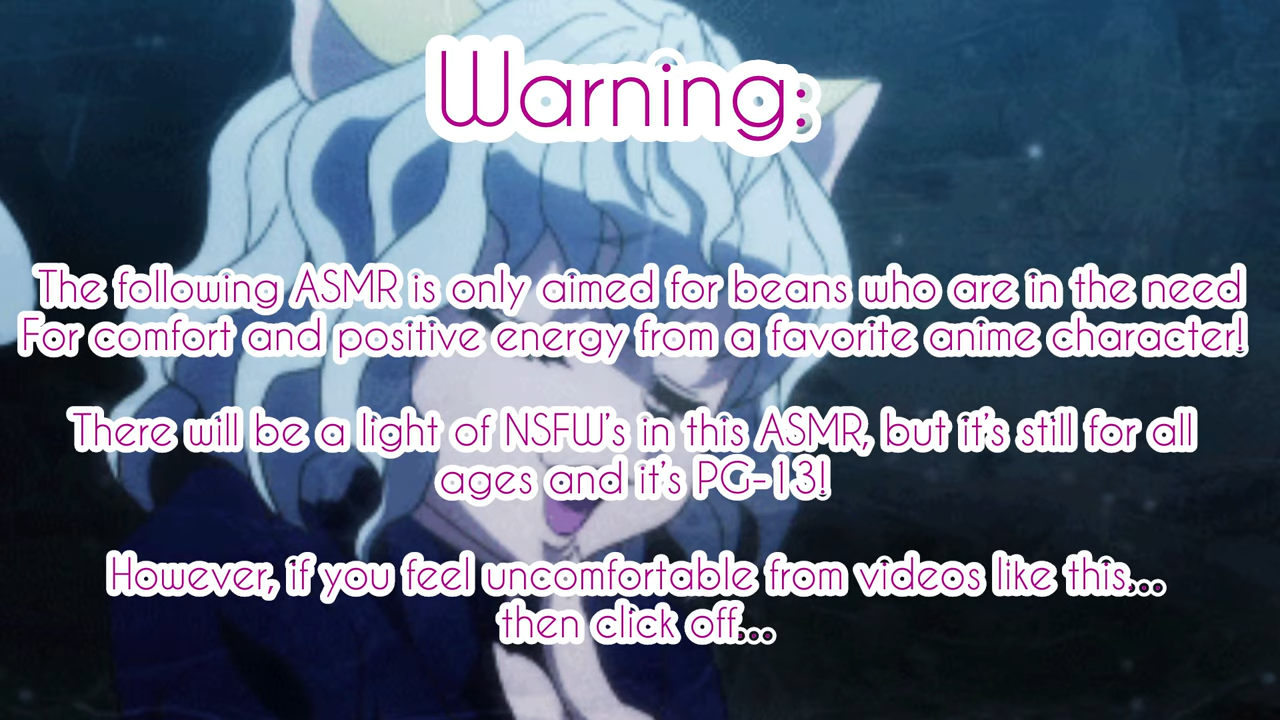 Warning:
The following ASMR is only aimed for beans who are in the need
For comfort and positive energy from a favorite anime character!
There will be a light of NSFW's in this ASMR, but it's still for all
ages and it's PG-13!
However, if you feel uncomfortable from videos like this...
then click off...